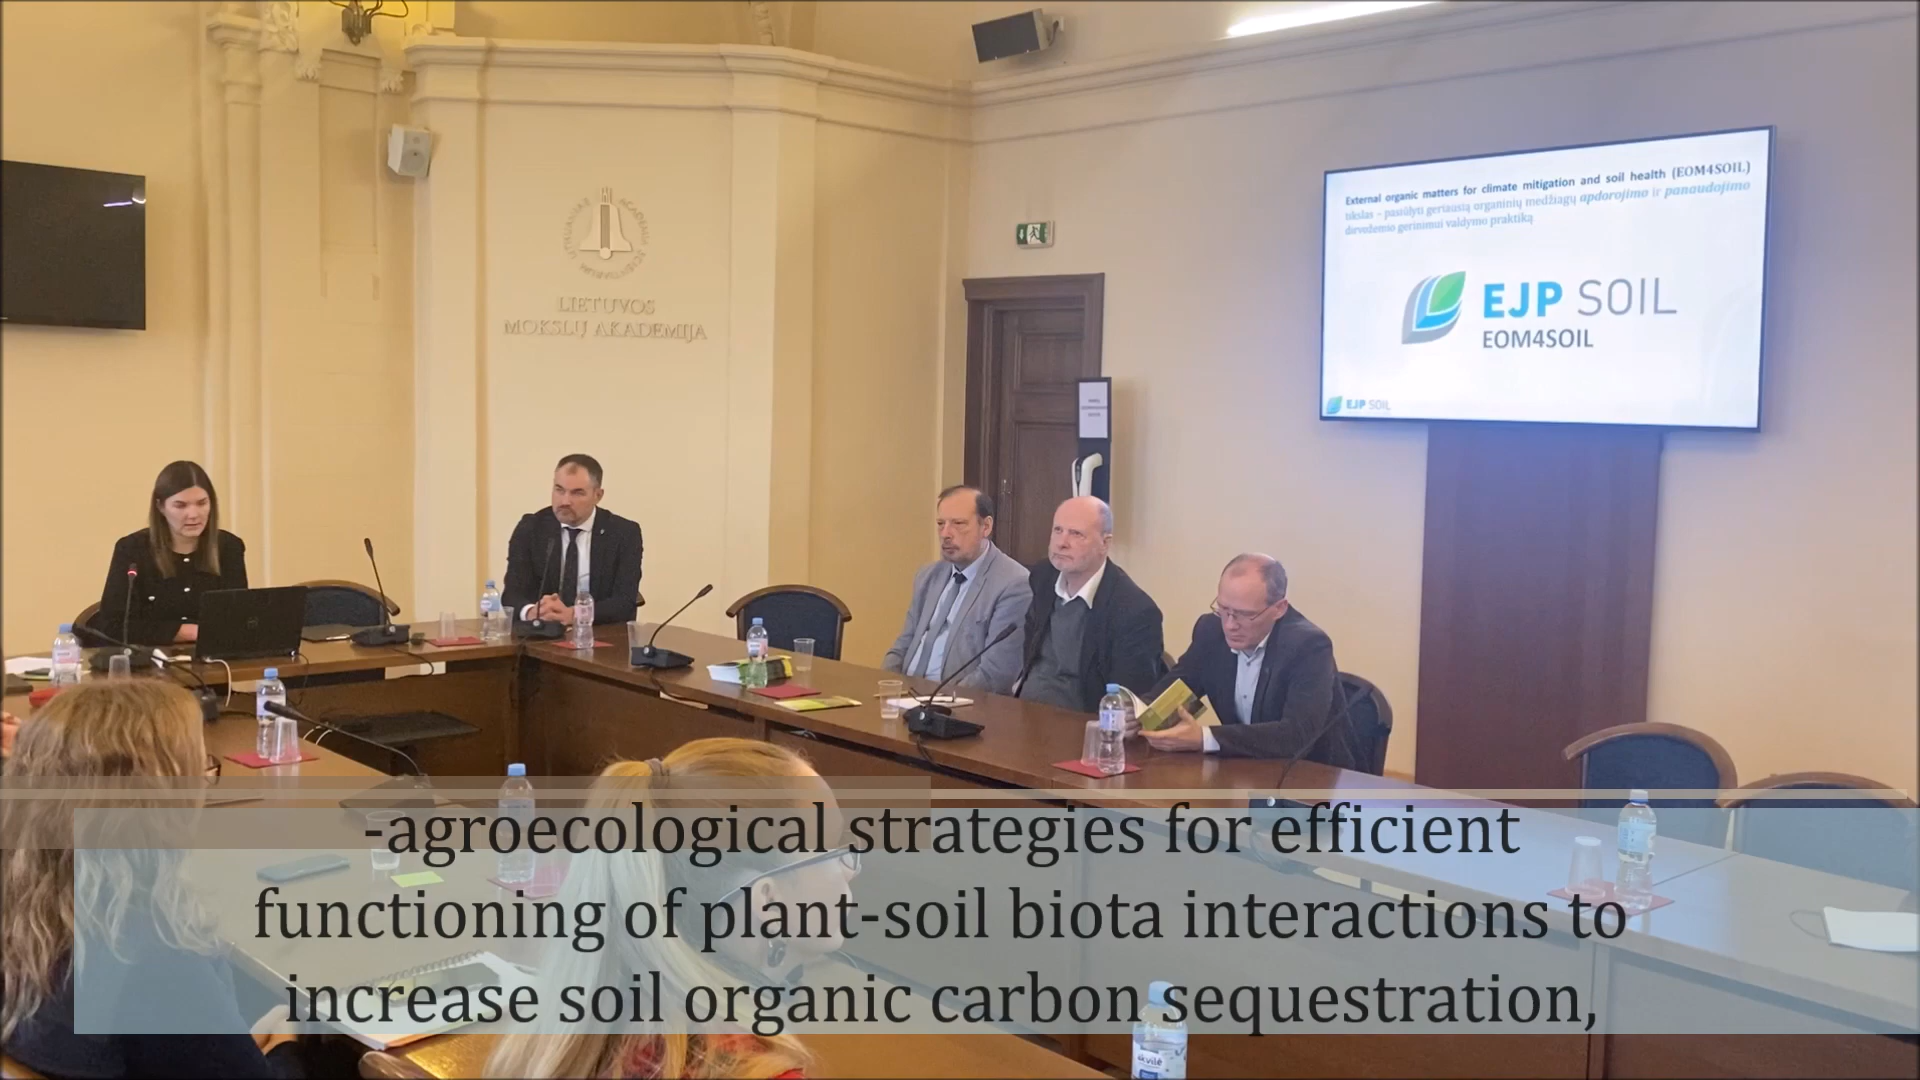 External organic matters for climate mitigation and soil health (EOM4SOIL)
tikslas – pasiūlyti geriausią organinių medžiagų apdorojimo ir panaudojimo
dirvožemio gerinimui valdymo praktiką
EJP SOIL
EOM4SOIL
EJP SOIL
LIETUVOS
MOKSLŲ AKADEMIJA
-agroecological strategies for efficient
functioning of plant-soil biota interactions to
increase soil organic carbon sequestration,